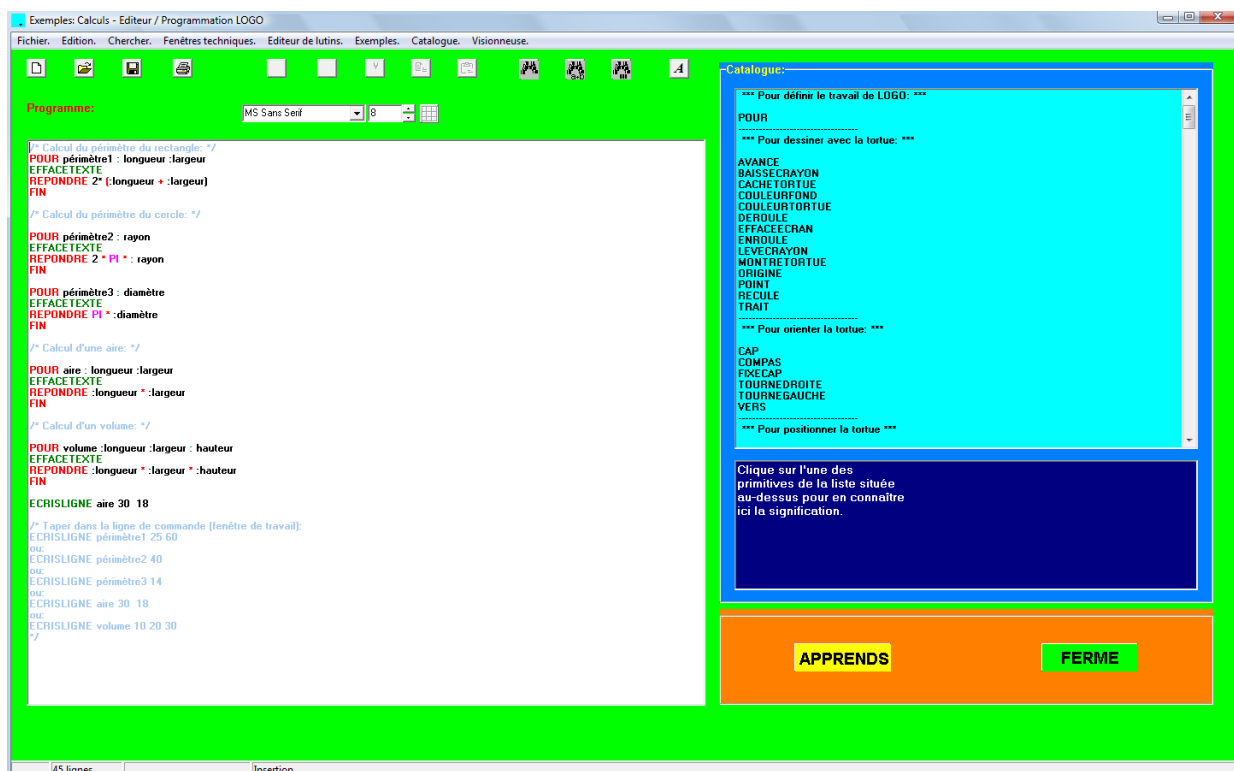 Exemples: Calculs - Editeur / Programmation LOGO
Fichier. Edition. Chercher. Fenêtres techniques. Editeur de lutins. Exemples. Catalogue. Visionneuse.
Programme:
MS Sans Serif 8
/* Calcul du périmètre du rectangle: */
POUR périmètre1 : longueur :largeur
EFFACETEXTE
REPONDRE 2* (:longueur + :largeur)
FIN
/* Calcul du périmètre du cercle: */
POUR périmètre2 : rayon
EFFACETEXTE
REPONDRE 2 * PI * : rayon
FIN
POUR périmètre3 : diamètre
EFFACETEXTE
REPONDRE PI * :diamètre
FIN
/* Calcul d'une aire: */
POUR aire : longueur :largeur
EFFACETEXTE
REPONDRE :longueur * :largeur
FIN
/* Calcul d'un volume: */
POUR volume :longueur :largeur : hauteur
EFFACETEXTE
REPONDRE :longueur * :largeur * :hauteur
FIN
ECRISLIGNE aire 30 18
/* Taper dans la ligne de commande (fenêtre de travail):
ECRISLIGNE périmètre1 25 60
ou:
ECRISLIGNE périmètre2 40
ou:
ECRISLIGNE périmètre3 14
ou:
ECRISLIGNE aire 30 18
ou:
ECRISLIGNE volume 10 20 30
*/
Catalogue:
*** Pour définir le travail de LOGO: ***
POUR
----------------------------------
*** Pour dessiner avec la tortue: ***
AVANCE
BAISSECRAYON
CACHETORTUE
COULEURFOND
COULEURTORTUE
DEROULE
EFFACEECRAN
ENROULE
LEVECRAYON
MONTRETORTUE
ORIGINE
POINT
RECULE
TRAIT
----------------------------------
*** Pour orienter la tortue: ***
CAP
COMPAS
FIXECAP
TOURNEDROITE
TOURNEGAUCHE
VERS
----------------------------------
*** Pour positionner la tortue ***
Clique sur l'une des
primitives de la liste située
au-dessus pour en connaître
ici la signification.
APPRENDS FERME
45 lignes Insertion